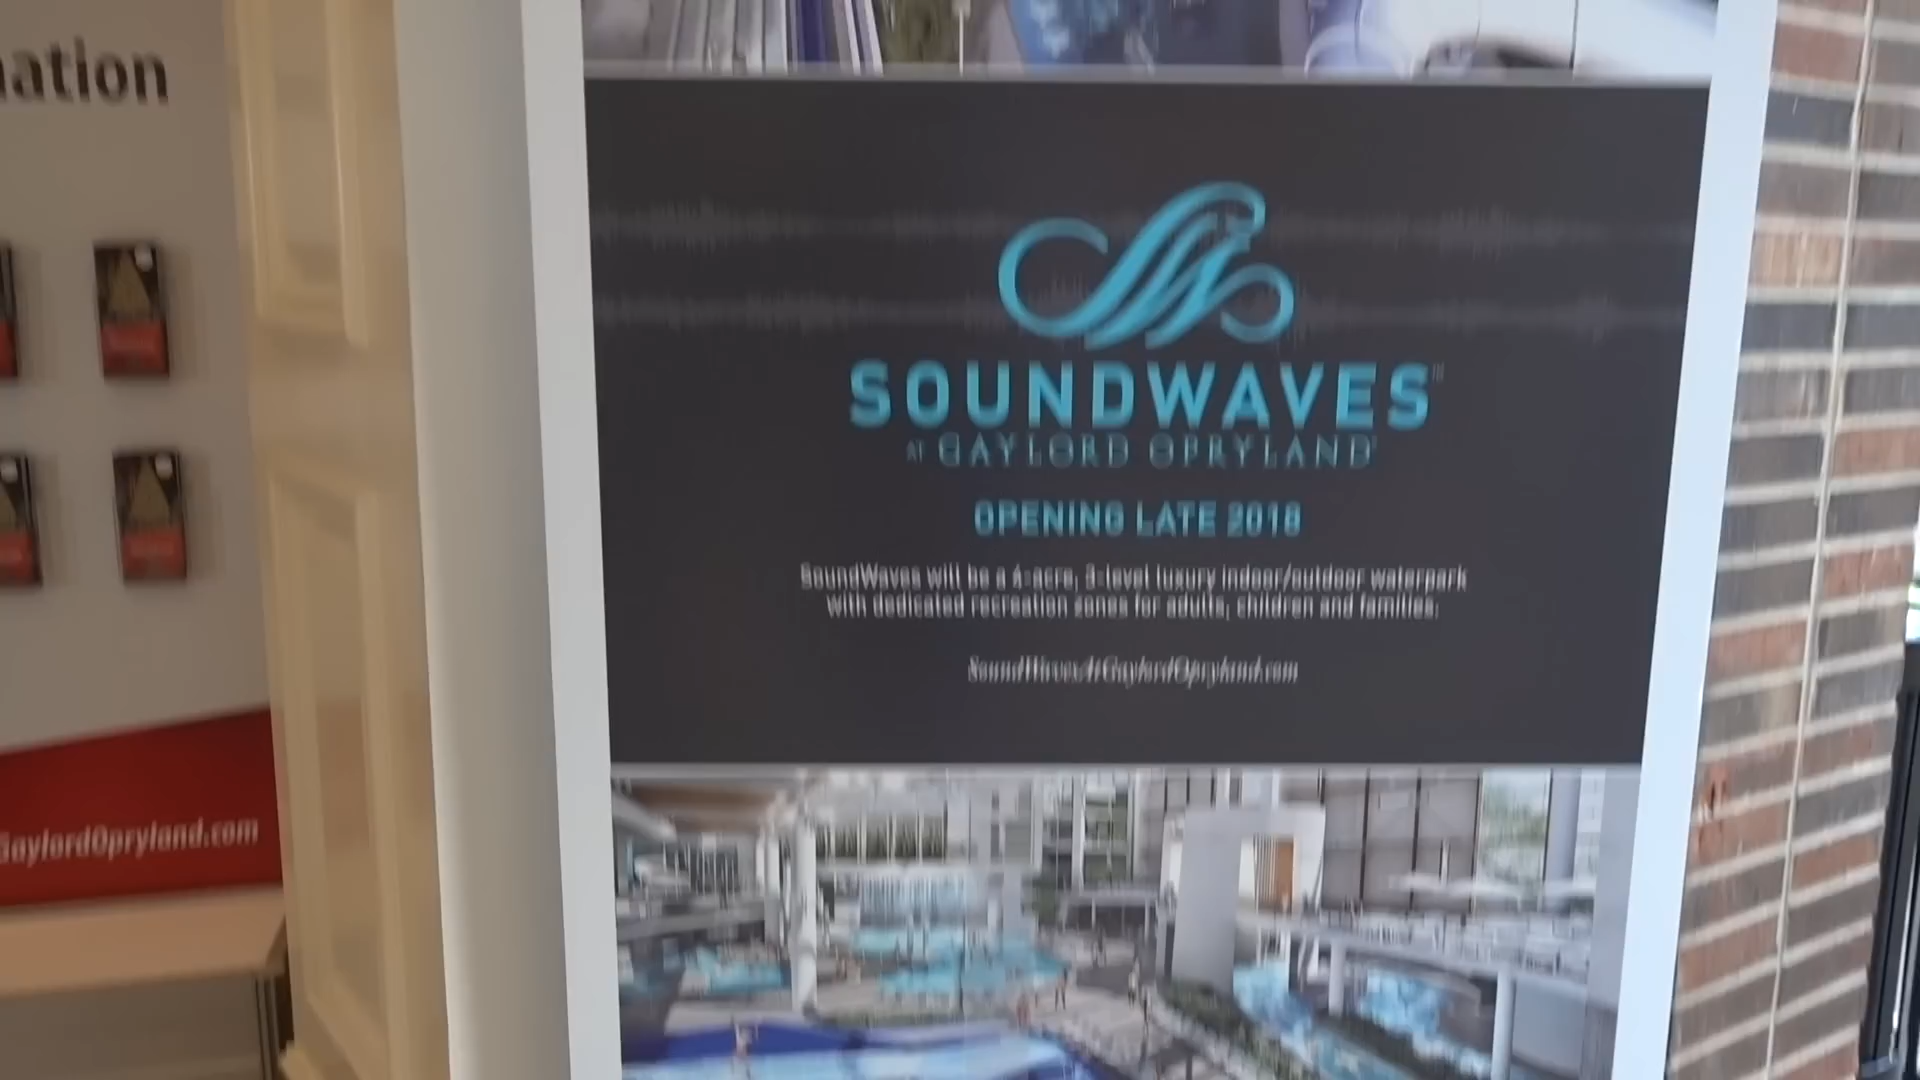 SOUNDWAVES
AT GAYLORD OPRYLAND
OPENING LATE 2018
SoundWaves will be a 4-acre, 3-level luxury indoor/outdoor waterpark
with dedicated recreation zones for adults, children and families.
SoundWavesAtGaylordOpryland.com
ation
GaylordOpryland.com